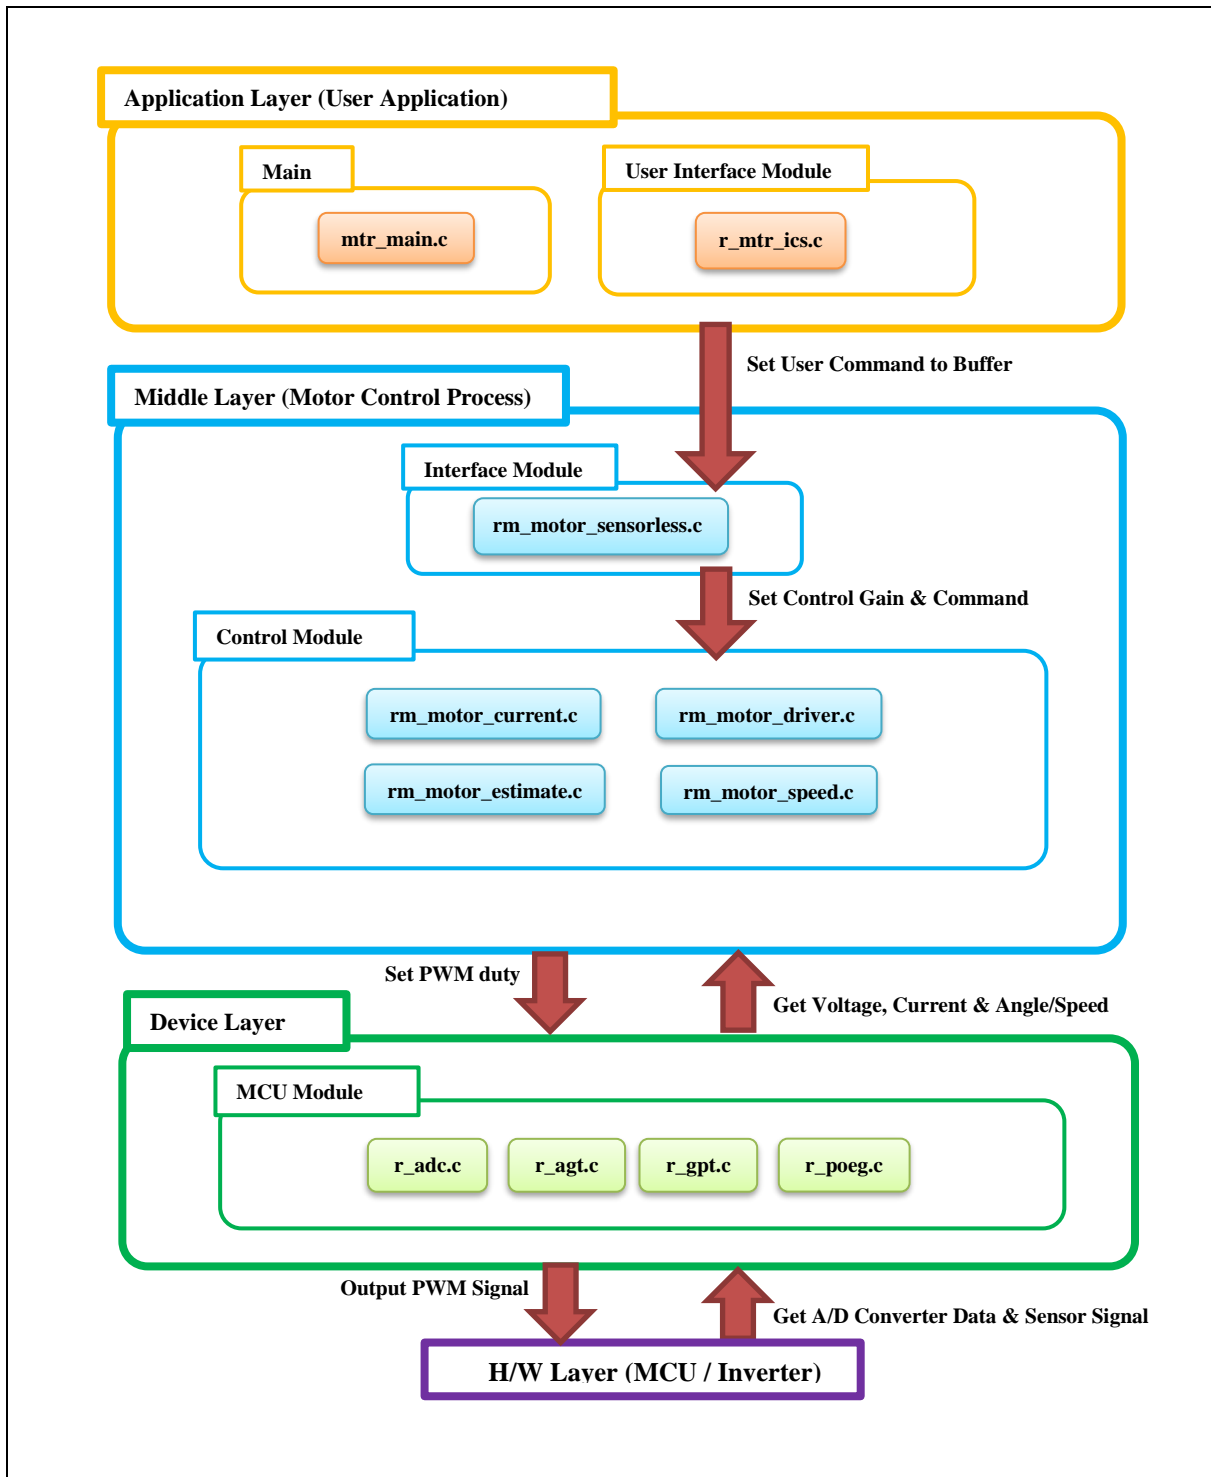 Application Layer (User Application)
Main
User Interface Module
mtr_main.c
r_mtr_ics.c
Set User Command to Buffer
Middle Layer (Motor Control Process)
Interface Module
rm_motor_sensorless.c
Set Control Gain & Command
Control Module
rm_motor_current.c
rm_motor_driver.c
rm_motor_estimate.c
rm_motor_speed.c
Set PWM duty
Get Voltage, Current & Angle/Speed
Device Layer
MCU Module
r_adc.c
r_agt.c
r_gpt.c
r_poeg.c
Output PWM Signal
Get A/D Converter Data & Sensor Signal
H/W Layer (MCU / Inverter)